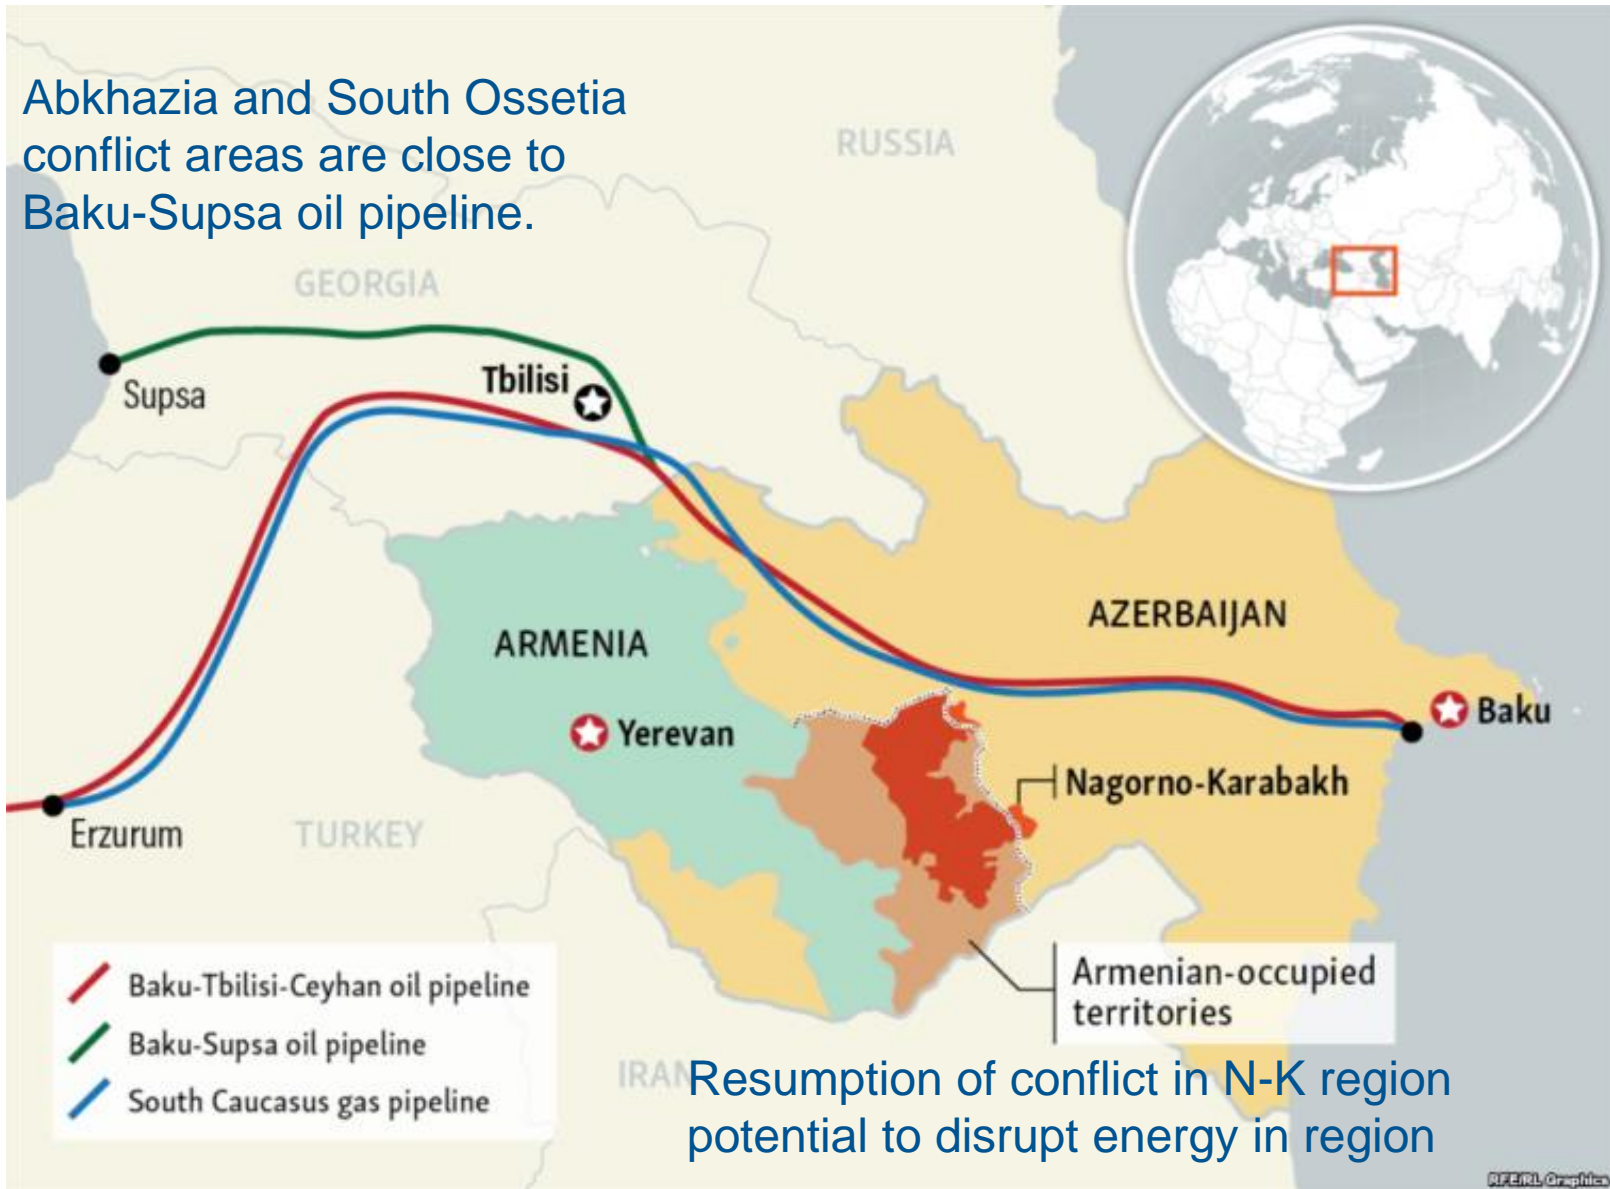 Abkhazia and South Ossetia
conflict areas are close to
Baku-Supsa oil pipeline.
RUSSIA
GEORGIA
Supsa
Tbilisi
AZERBAIJAN
ARMENIA
Yerevan
Baku
Nagorno-Karabakh
Erzurum
TURKEY
Armenian-occupied
territories
Baku-Tbilisi-Ceyhan oil pipeline
Baku-Supsa oil pipeline
South Caucasus gas pipeline
IRAN
Resumption of conflict in N-K region
potential to disrupt energy in region
RFE/RL Graphics